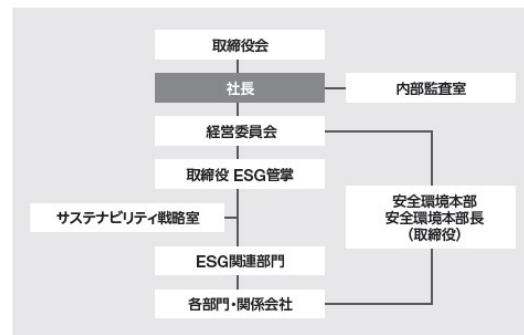 取締役会
社長
内部監査室
経営委員会
取締役 ESG管掌
サステナビリティ戦略室
安全環境本部
安全環境本部長
(取締役)
ESG関連部門
各部門・関係会社